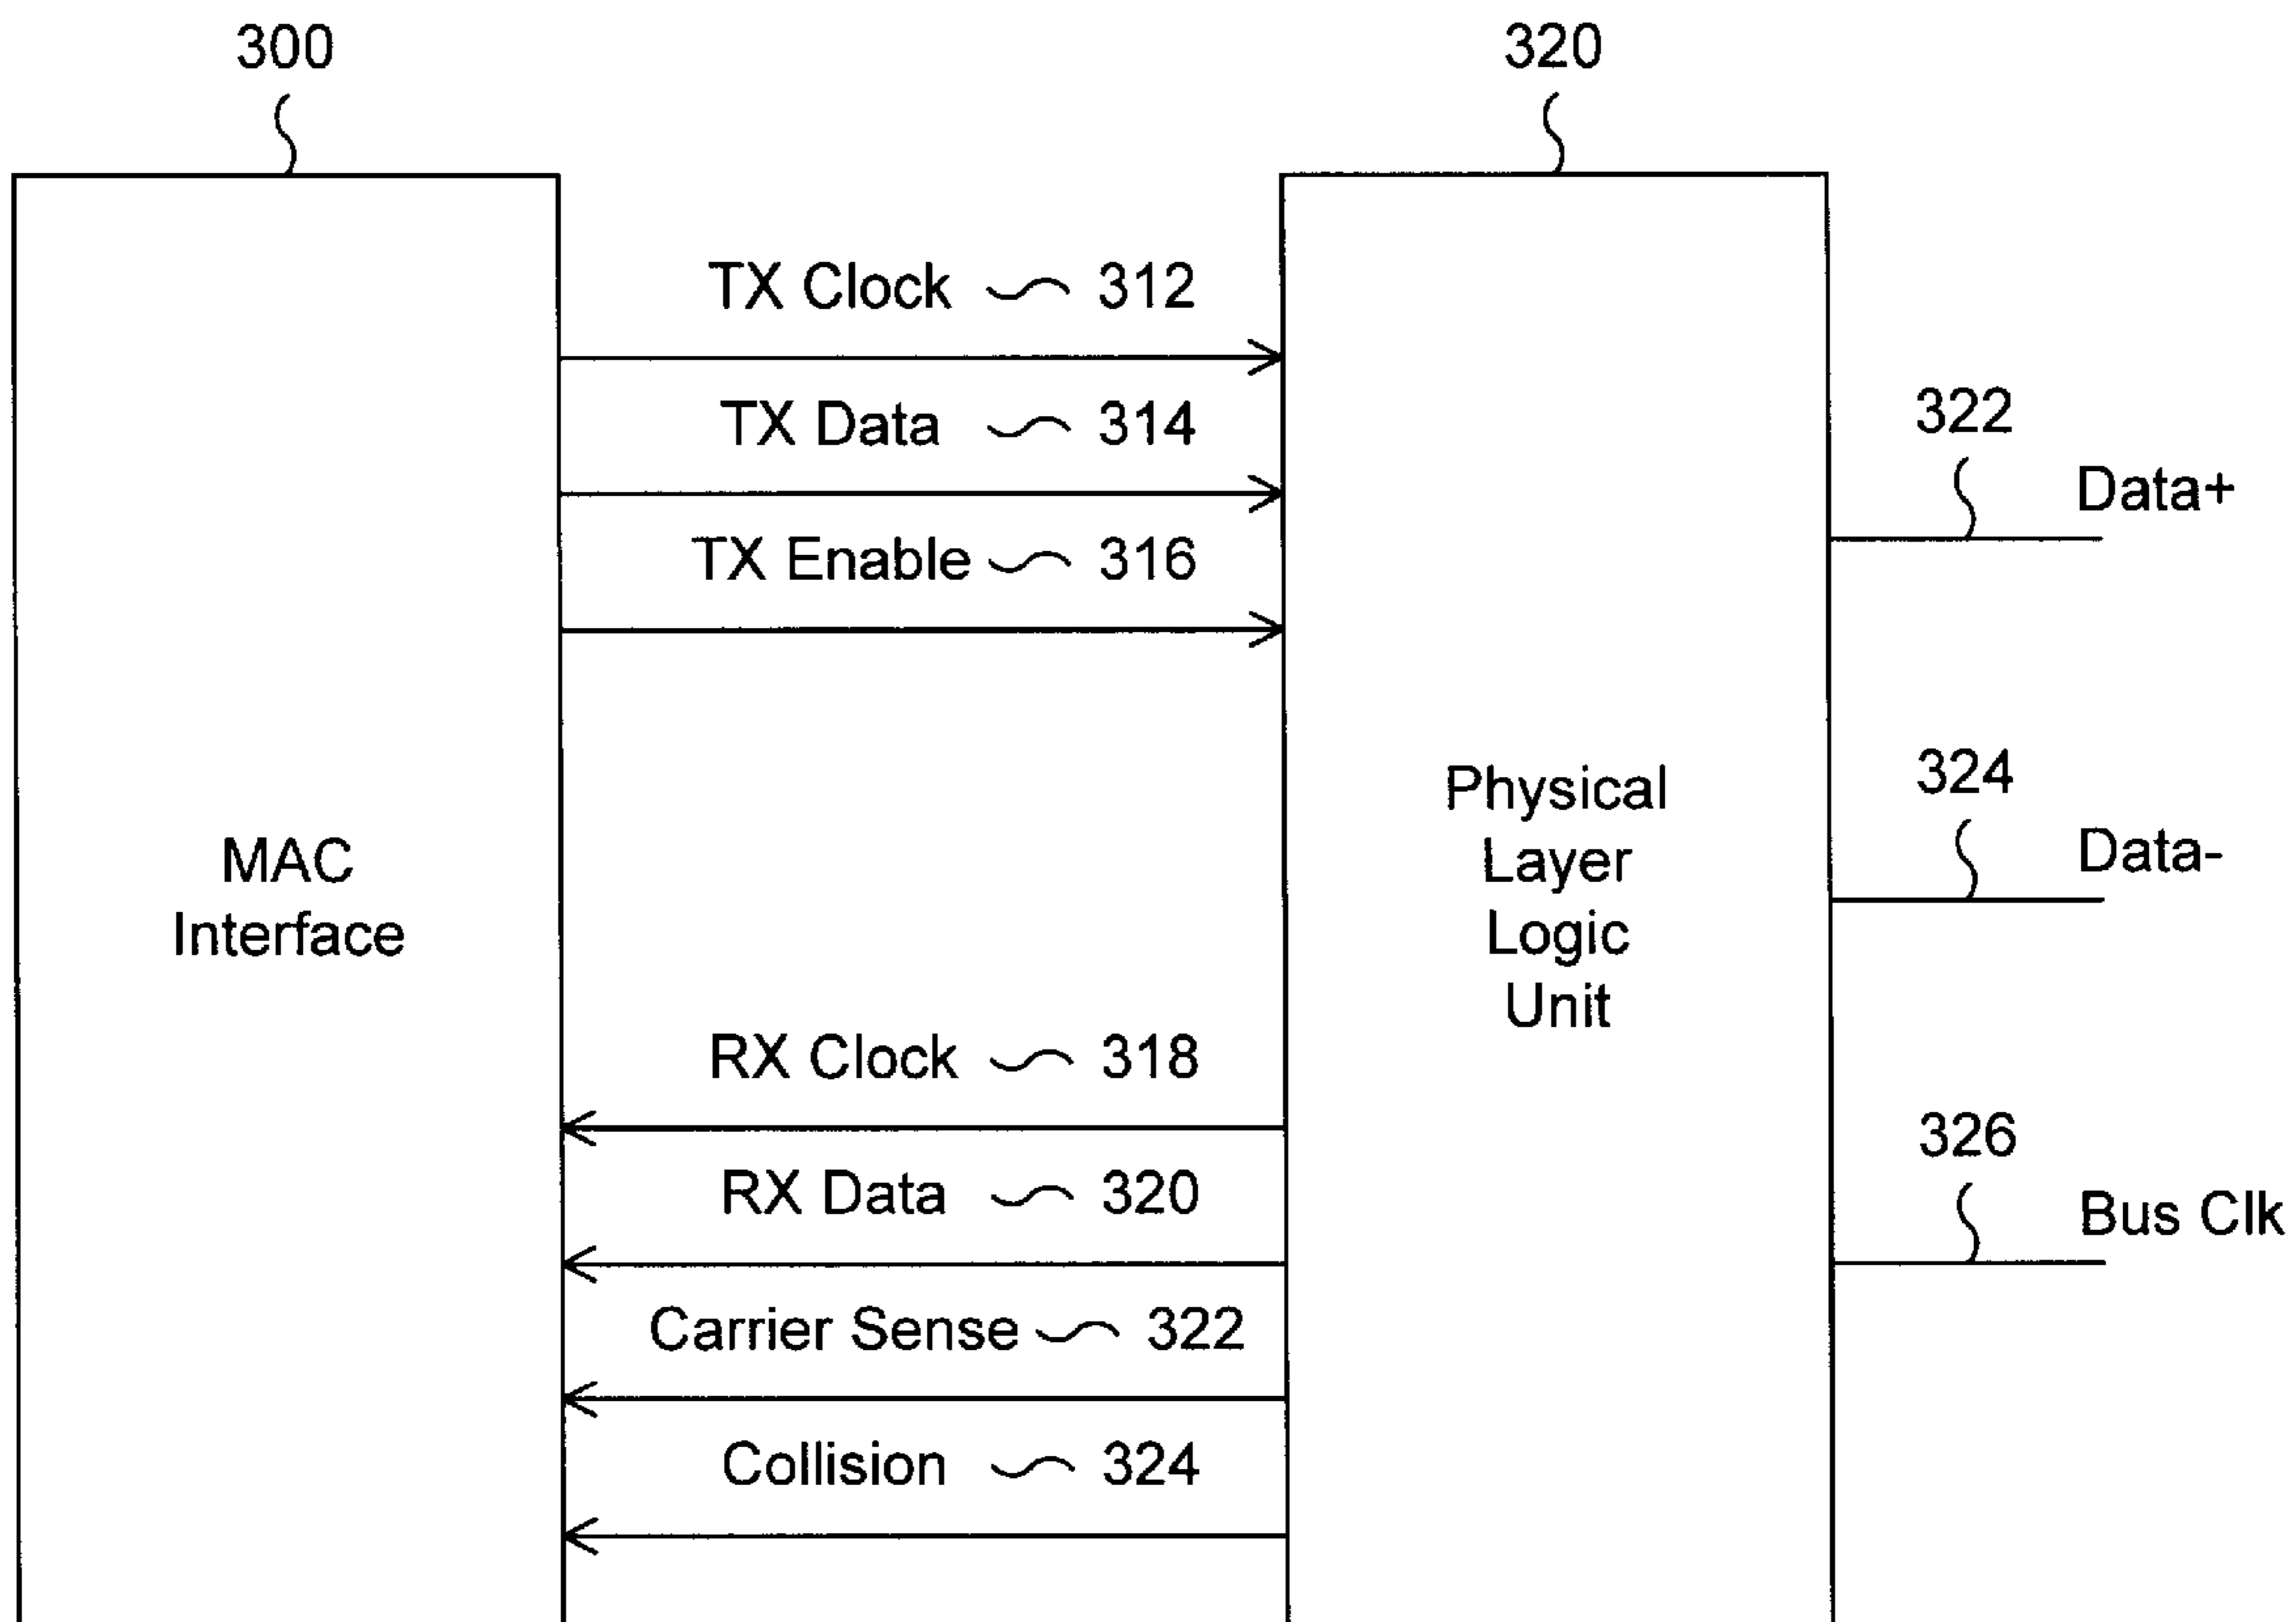 300
320
TX Clock 312
TX Data 314
TX Enable 316
322
Data+
324
Data-
326
Bus Clk
MAC
Interface
Physical
Layer
Logic
Unit
RX Clock 318
RX Data 320
Carrier Sense 322
Collision 324